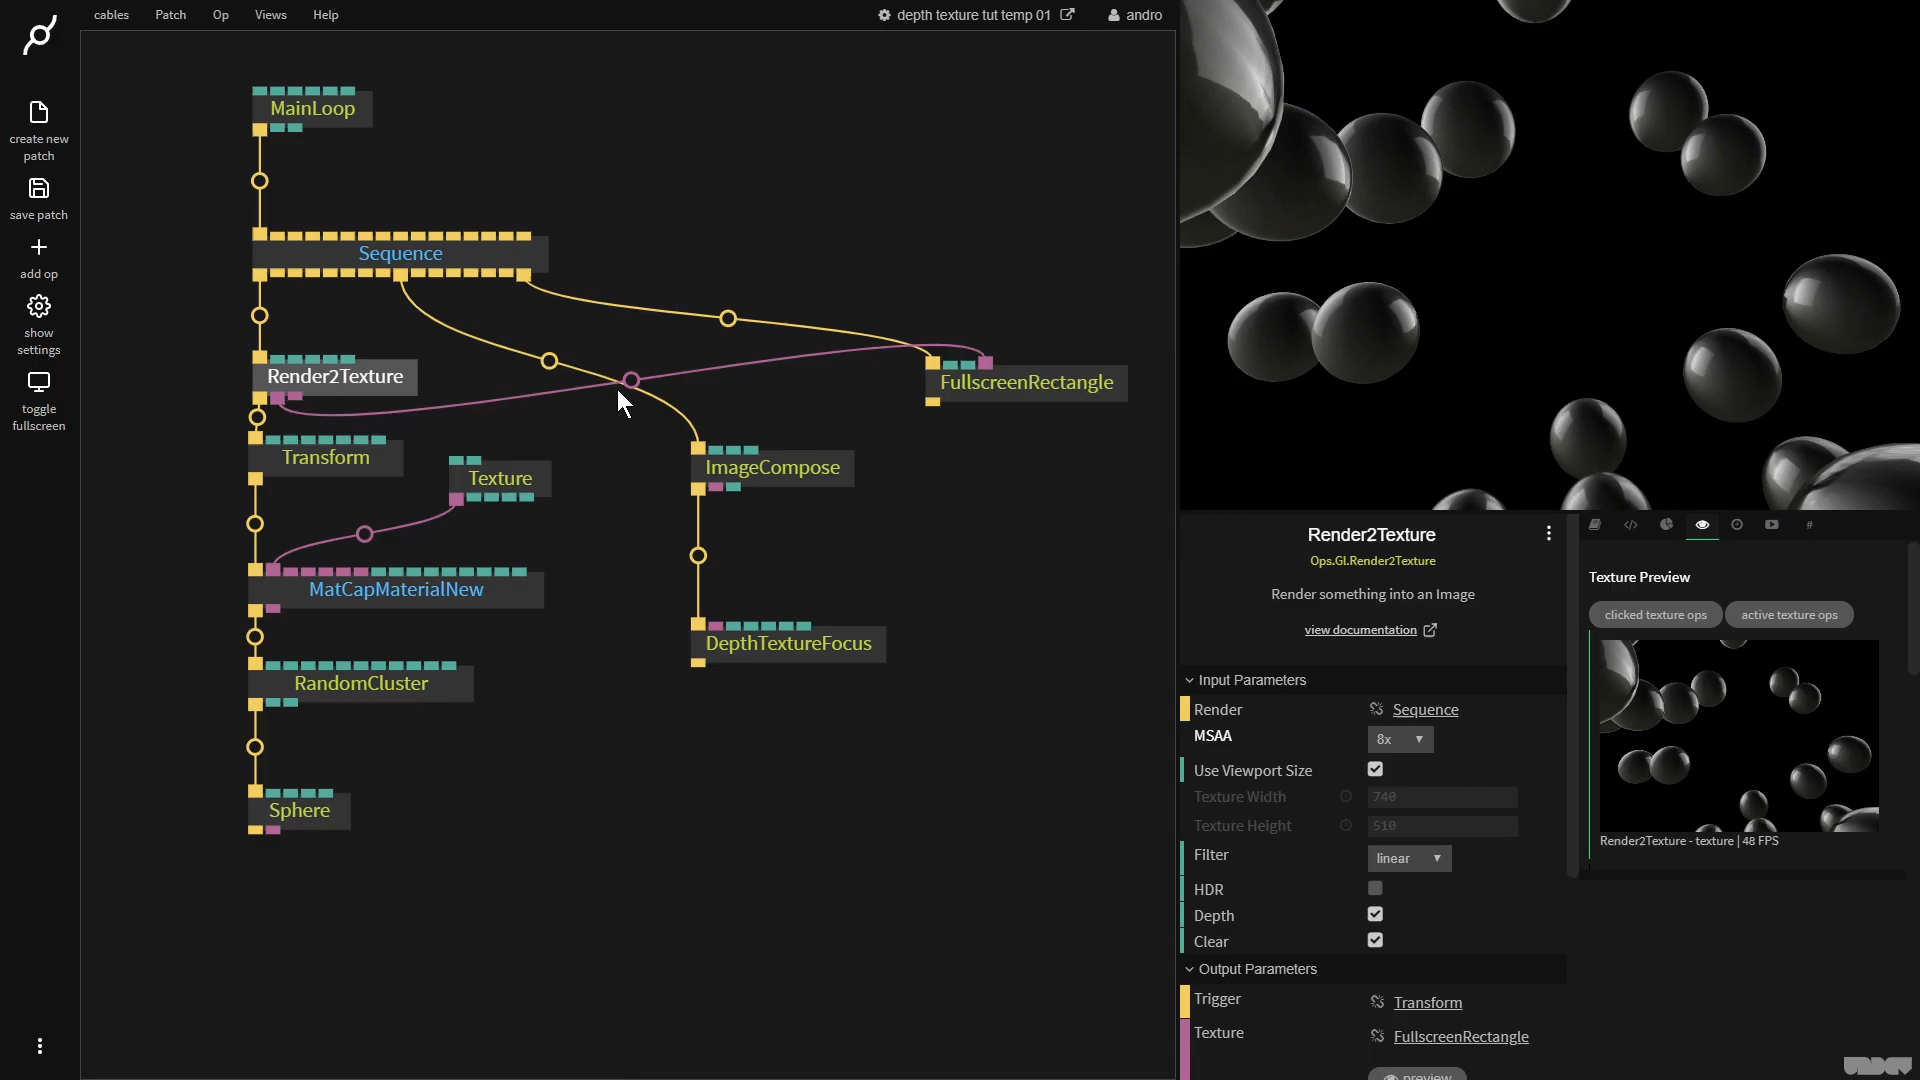 cables Patch Op Views Help
depth texture tut temp 01
andro
create new
patch
save patch
add op
show
settings
toggle
fullscreen
MainLoop
Sequence
Render2Texture
FullscreenRectangle
Transform
Texture
ImageCompose
MatCapMaterialNew
DepthTextureFocus
RandomCluster
Sphere
Render2Texture
Ops.Gl.Render2Texture
Render something into an Image
view documentation
Input Parameters
Render Sequence
MSAA 8x
Use Viewport Size
Texture Width 740
Texture Height 510
Filter linear
HDR
Depth
Clear
Output Parameters
Trigger Transform
Texture FullscreenRectangle
preview
#
Texture Preview
clicked texture ops active texture ops
Render2Texture - texture | 48 FPS